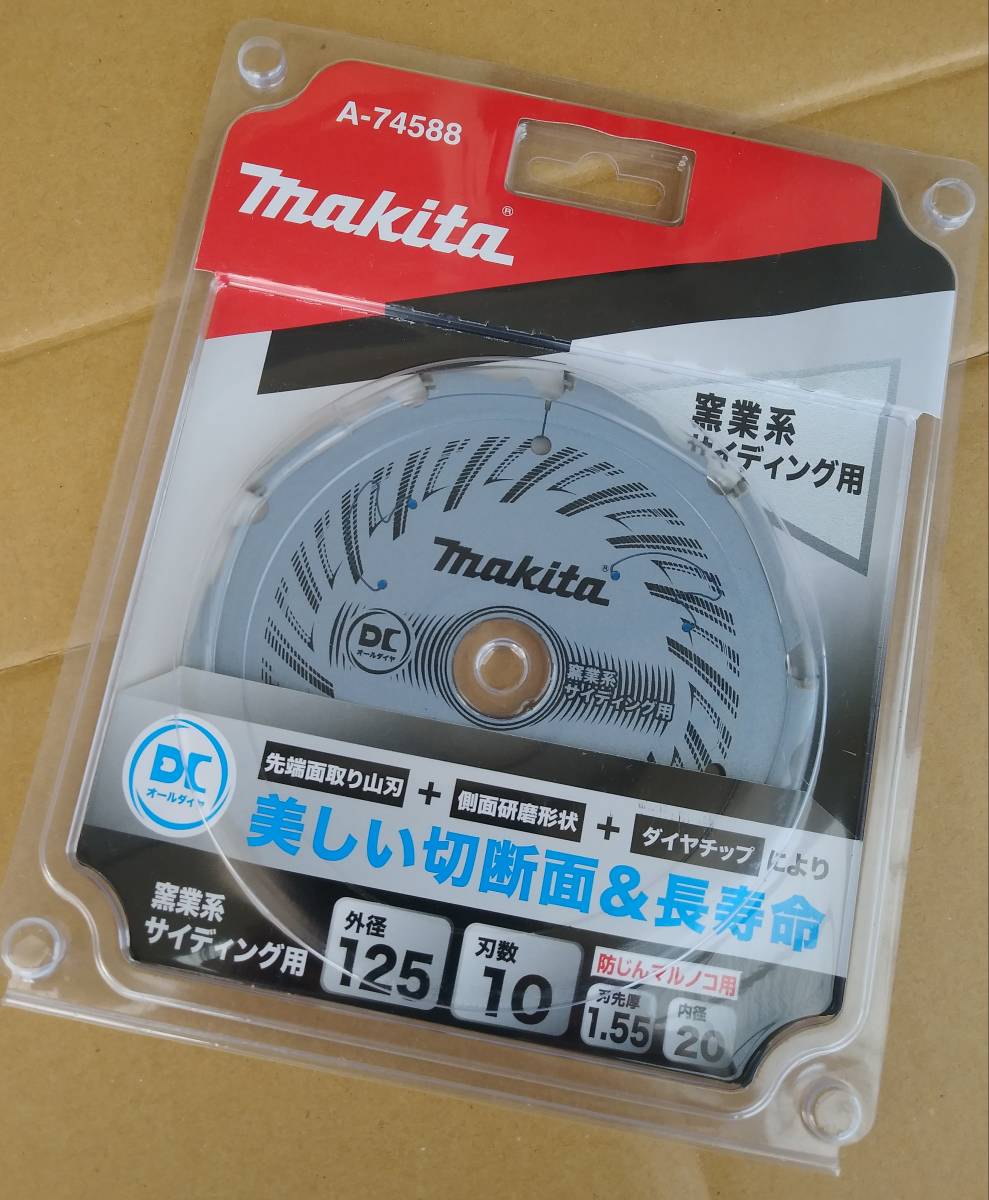 A-74588
makita®
窯業系
サイディング用
makita®
DC
オールダイヤ
窯業系
サイディング用
DC
オールダイヤ
先端面取り山刃 + 側面研磨形状 + ダイヤチップ により
美しい切断面&長寿命
窯業系
サイディング用
外径
125
刃数
10
防じんマルノコ用
刃先厚
1.55
内径
20